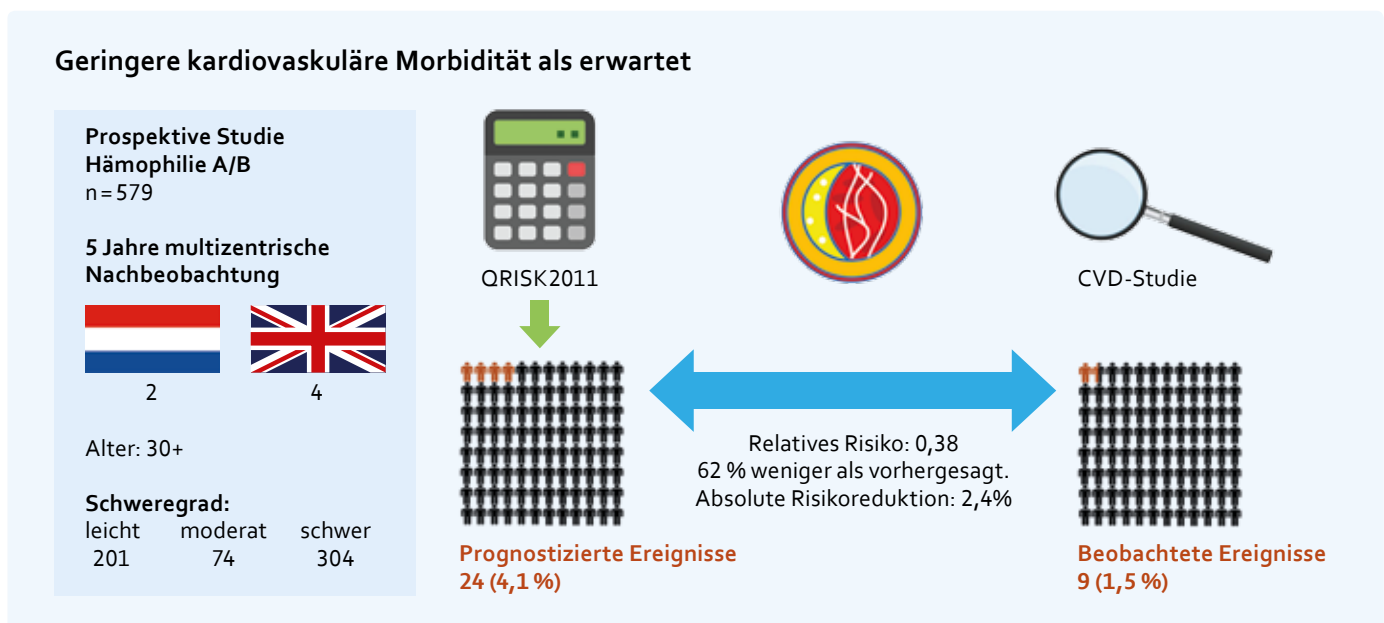 Geringere kardiovaskuläre Morbidität als erwartet
Prospektive Studie
Hämophilie A/B
n = 579
5 Jahre multizentrische
Nachbeobachtung
2 4
Alter: 30+
Schweregrad:
leicht moderat schwer
201 74 304
QRISK2011
CVD-Studie
Relatives Risiko: 0,38
62 % weniger als vorhergesagt.
Absolute Risikoreduktion: 2,4%
Prognostizierte Ereignisse
24 (4,1 %)
Beobachtete Ereignisse
9 (1,5 %)